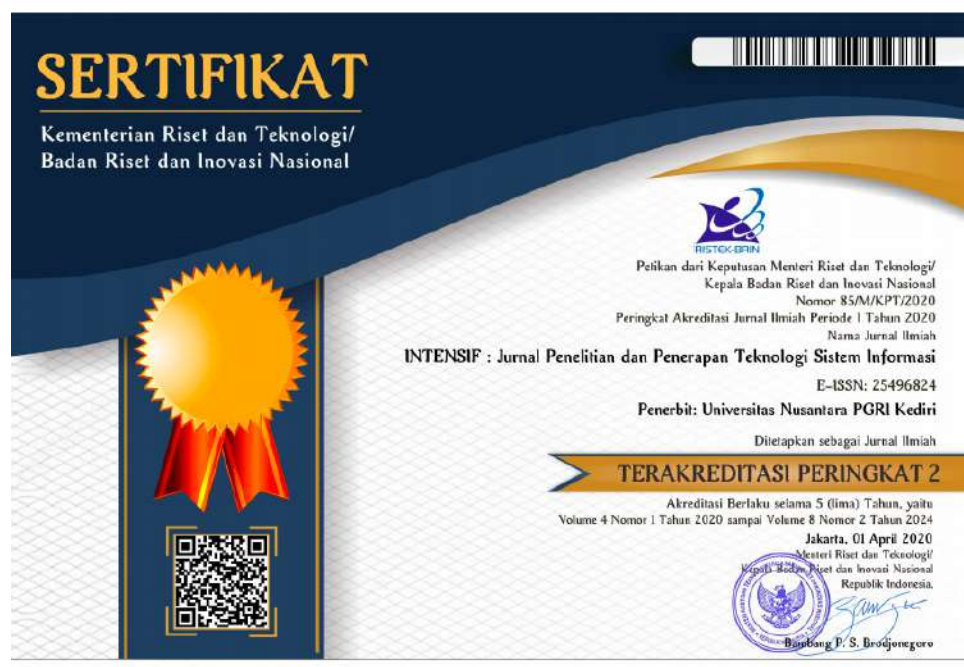 SERTIFIKAT
Kementerian Riset dan Teknologi/
Badan Riset dan Inovasi Nasional
RISTEK-BRIN
Petikan dari Keputusan Menteri Riset dan Teknologi/
Kepala Badan Riset dan Inovasi Nasional
Nomor 85/M/KPT/2020
Peringkat Akreditasi Jurnal Ilmiah Periode I Tahun 2020
Nama Jurnal Ilmiah
INTENSIF : Jurnal Penelitian dan Penerapan Teknologi Sistem Informasi
E-ISSN: 25496824
Penerbit: Universitas Nusantara PGRI Kediri
Ditetapkan sebagai Jurnal Ilmiah
TERAKREDITASI PERINGKAT 2
Akreditasi Berlaku selama 5 (lima) Tahun, yaitu
Volume 4 Nomor 1 Tahun 2020 sampai Volume 8 Nomor 2 Tahun 2024
Jakarta, 01 April 2020
Menteri Riset dan Teknologi/
Kepala Badan Riset dan Inovasi Nasional
Republik Indonesia,
Bambang P. S. Brodjonegoro